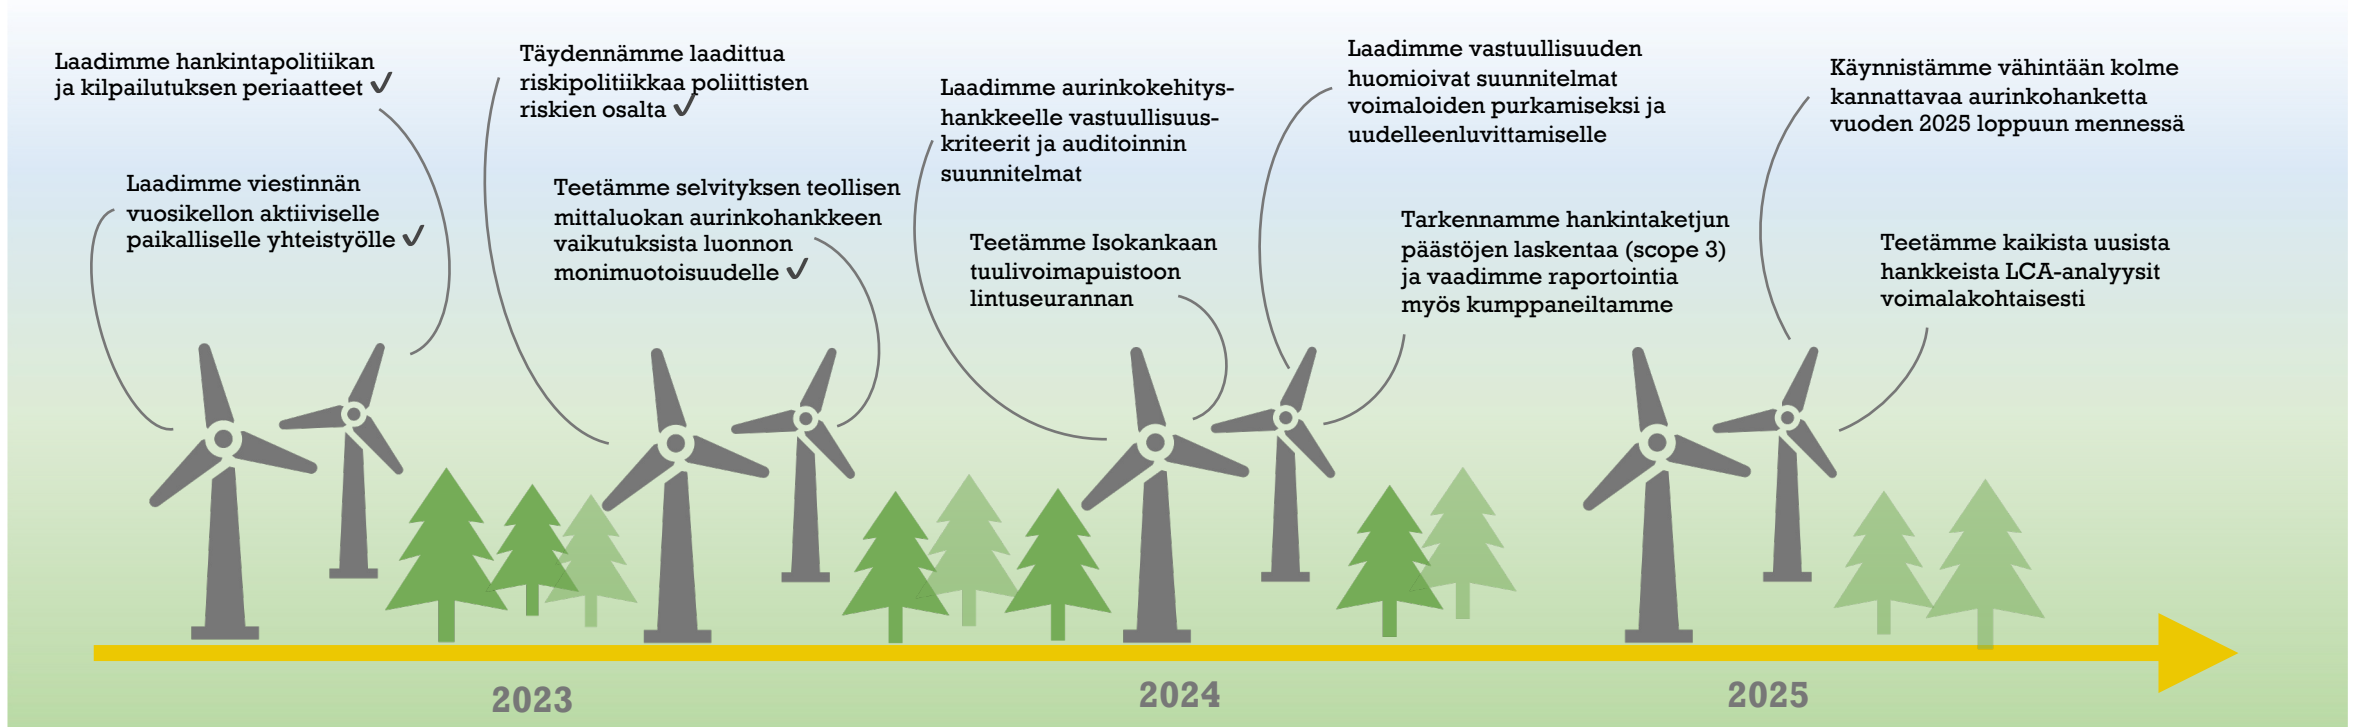 Laadimme hankintapolitiikan
ja kilpailutuksen periaatteet ✓
Laadimme viestinnän
vuosikellon aktiiviselle
paikalliselle yhteistyölle ✓
Täydennämme laadittua
riskipolitiikkaa poliittisten
riskien osalta ✓
Teetämme selvityksen teollisen
mittaluokan aurinkohankkeen
vaikutuksista luonnon
monimuotoisuudelle ✓
Laadimme aurinkokehitys-
hankkeelle vastuullisuus-
kriteerit ja auditoinnin
suunnitelmat
Teetämme Isokankaan
tuulivoimapuistoon
lintuseurannan
Laadimme vastuullisuuden
huomioivat suunnitelmat
voimaloiden purkamiseksi ja
uudelleenluvittamiselle
Tarkennamme hankintaketjun
päästöjen laskentaa (scope 3)
ja vaadimme raportointia
myös kumppaneiltamme
Käynnistämme vähintään kolme
kannattavaa aurinkohanketta
vuoden 2025 loppuun mennessä
Teetämme kaikista uusista
hankkeista LCA-analyysit
voimalakohtaisesti
2023
2024
2025